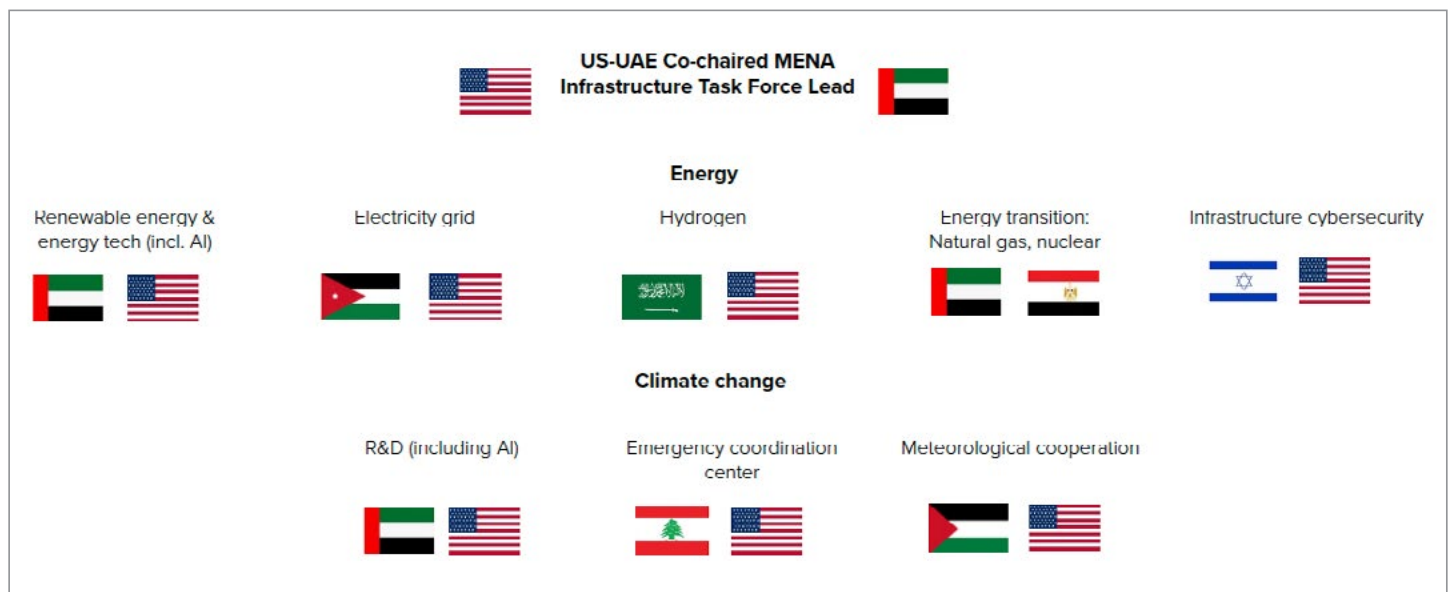 US-UAE Co-chaired MENA
Infrastructure Task Force Lead
Energy
Renewable energy &
energy tech (incl. AI)
Electricity grid
Hydrogen
Energy transition:
Natural gas, nuclear
Infrastructure cybersecurity
Climate change
R&D (including AI)
Emergency coordination
center
Meteorological cooperation